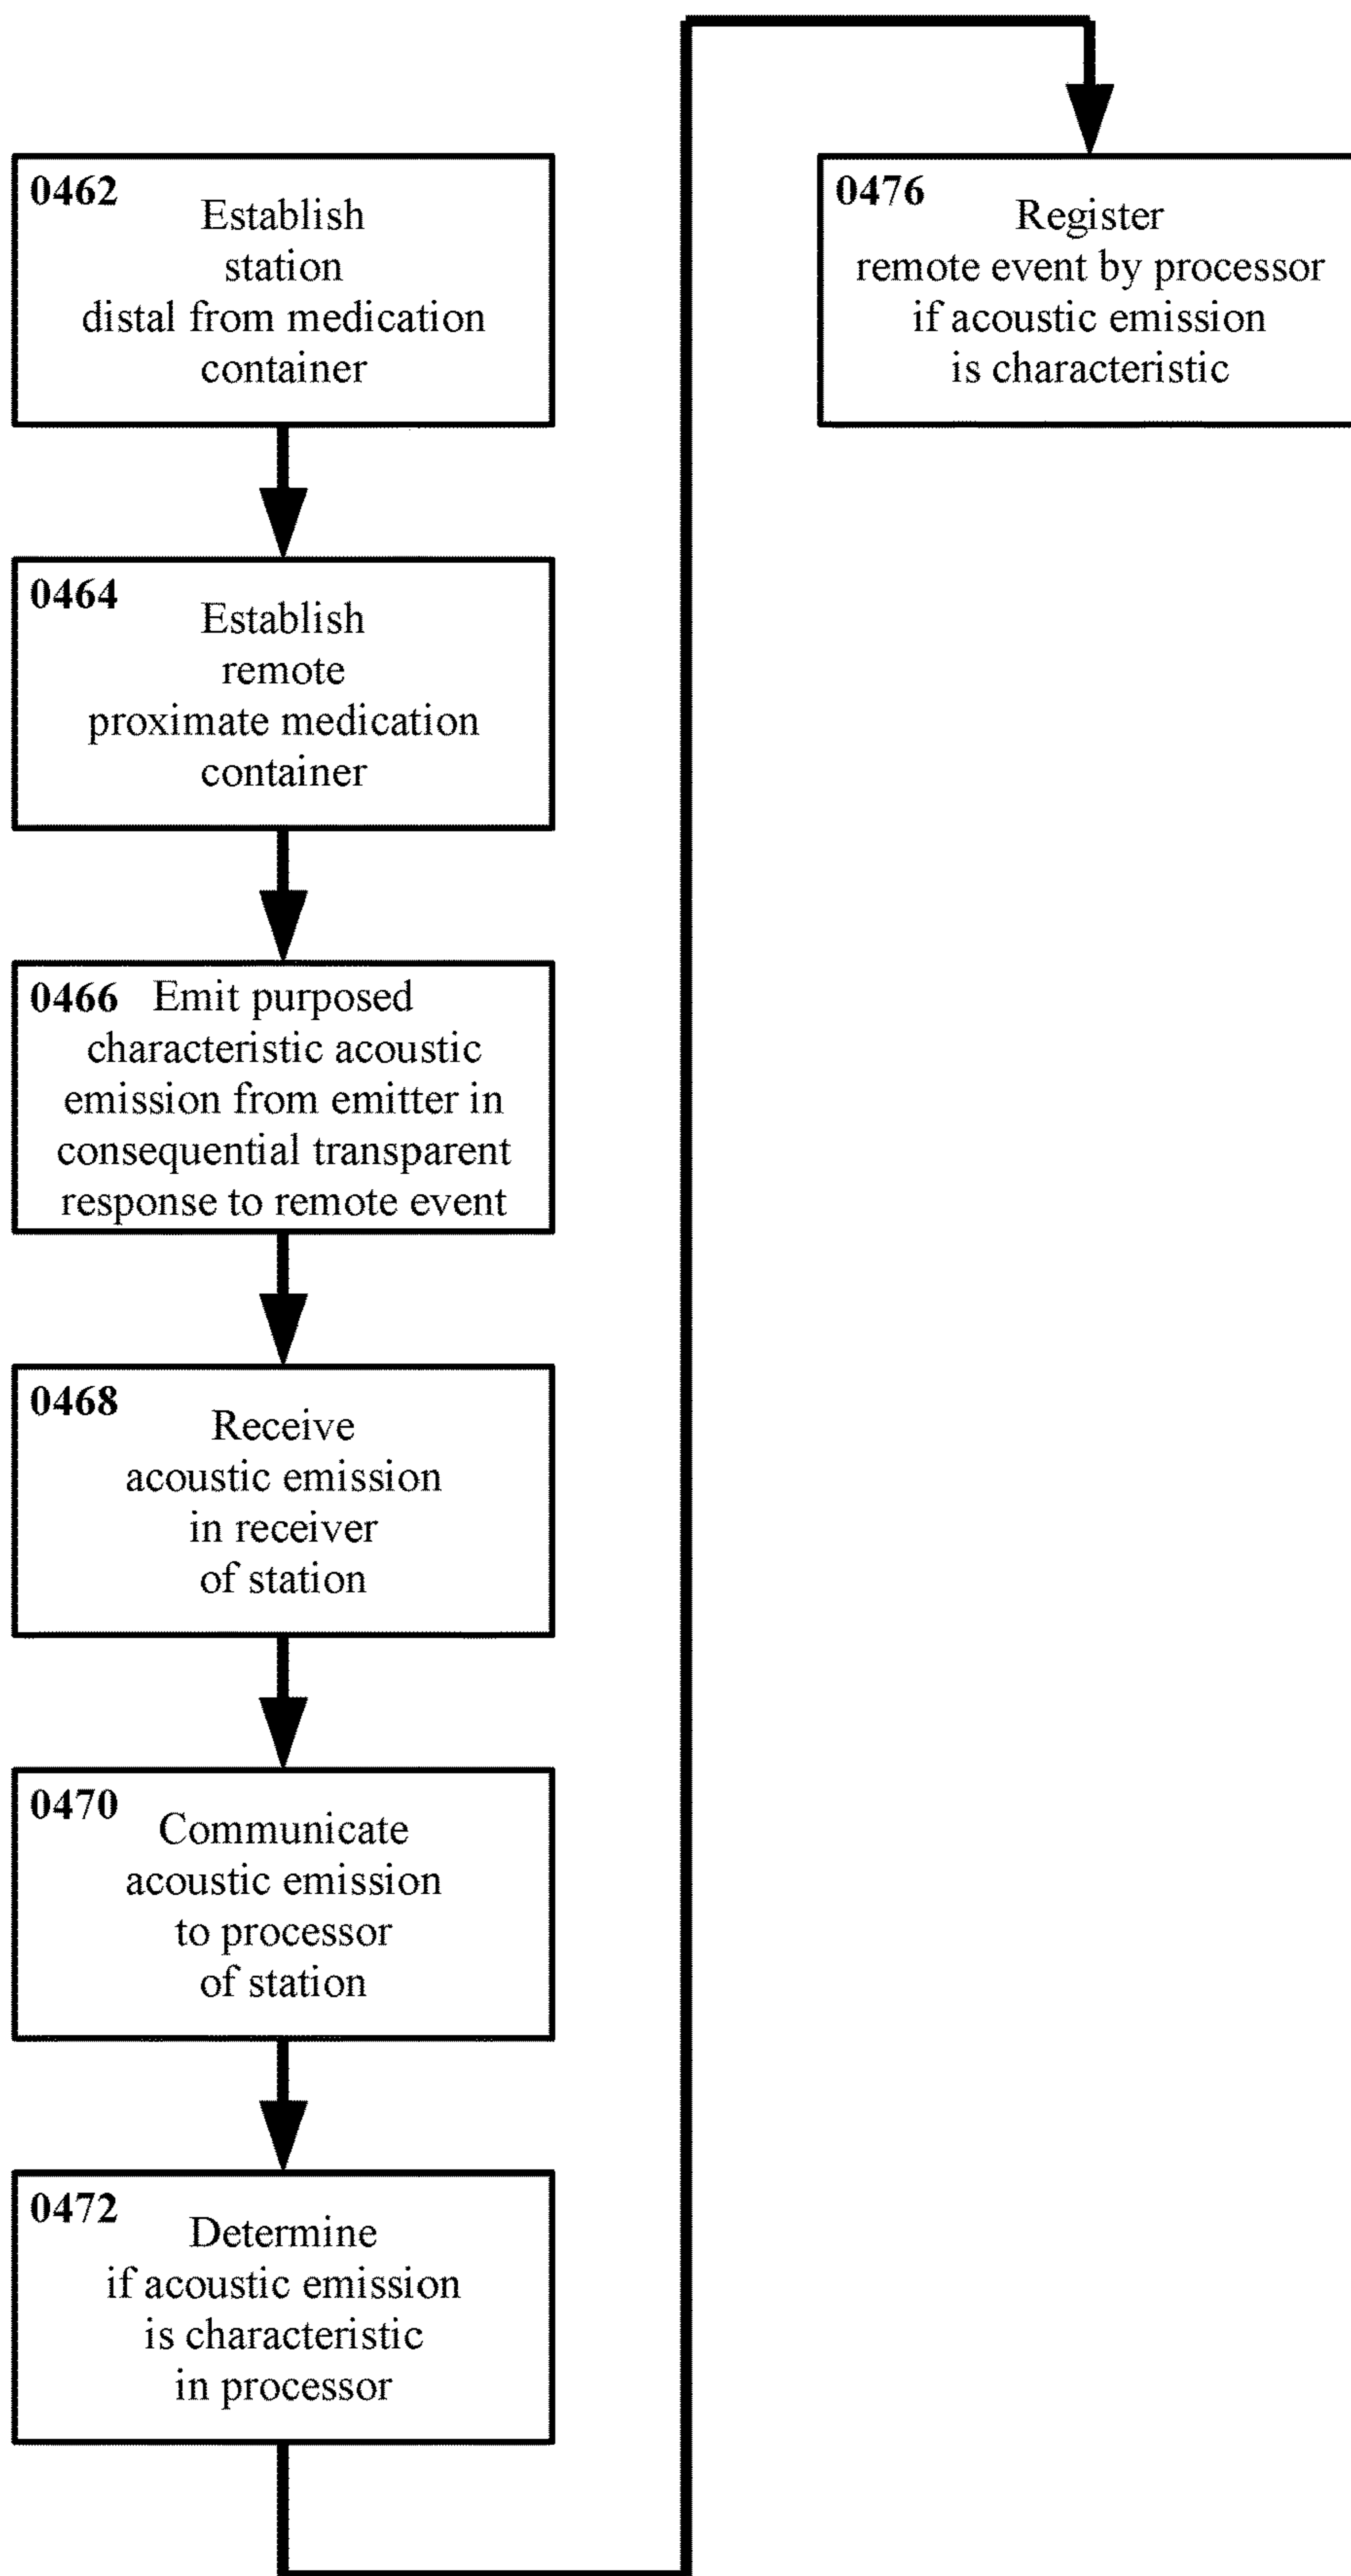 0462
Establish
station
distal from medication
container
0464
Establish
remote
proximate medication
container
0466 Emit purposed
characteristic acoustic
emission from emitter in
consequential transparent
response to remote event
0468
Receive
acoustic emission
in receiver
of station
0470
Communicate
acoustic emission
to processor
of station
0472
Determine
if acoustic emission
is characteristic
in processor
0476
Register
remote event by processor
if acoustic emission
is characteristic